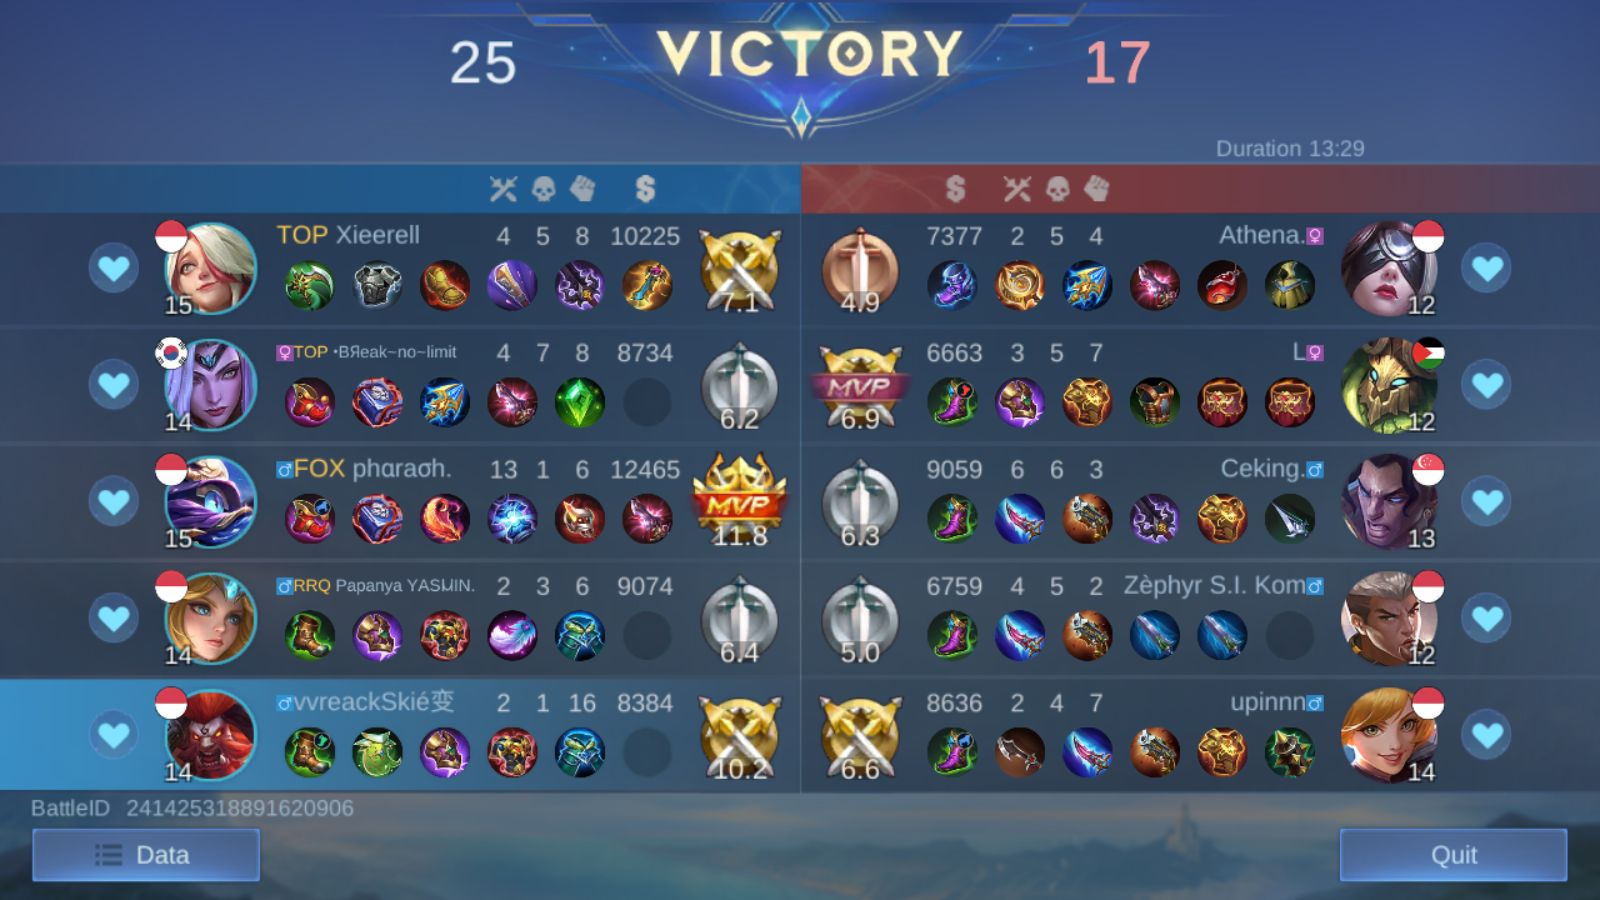 25 VICTORY 17
Duration 13:29
TOP Xieerell 4 5 8 10225
15 7.1
7377 2 5 4 Athena.
4.9 12
TOP •BЯeak~no~limit 4 7 8 8734
14 6.2
6663 3 5 7 L
MVP 6.9 12
FOX phαraσh. 13 1 6 12465
15 MVP 11.8
9059 6 6 3 Ceking.
6.3 13
RRQ Papanya YASꟽIN. 2 3 6 9074
14 6.4
6759 4 5 2 Zèphyr S.I. Kom
5.0 12
vvreackSkié变 2 1 16 8384
14 10.2
8636 2 4 7 upinnn
6.6 14
BattleID 241425318891620906
Data
Quit